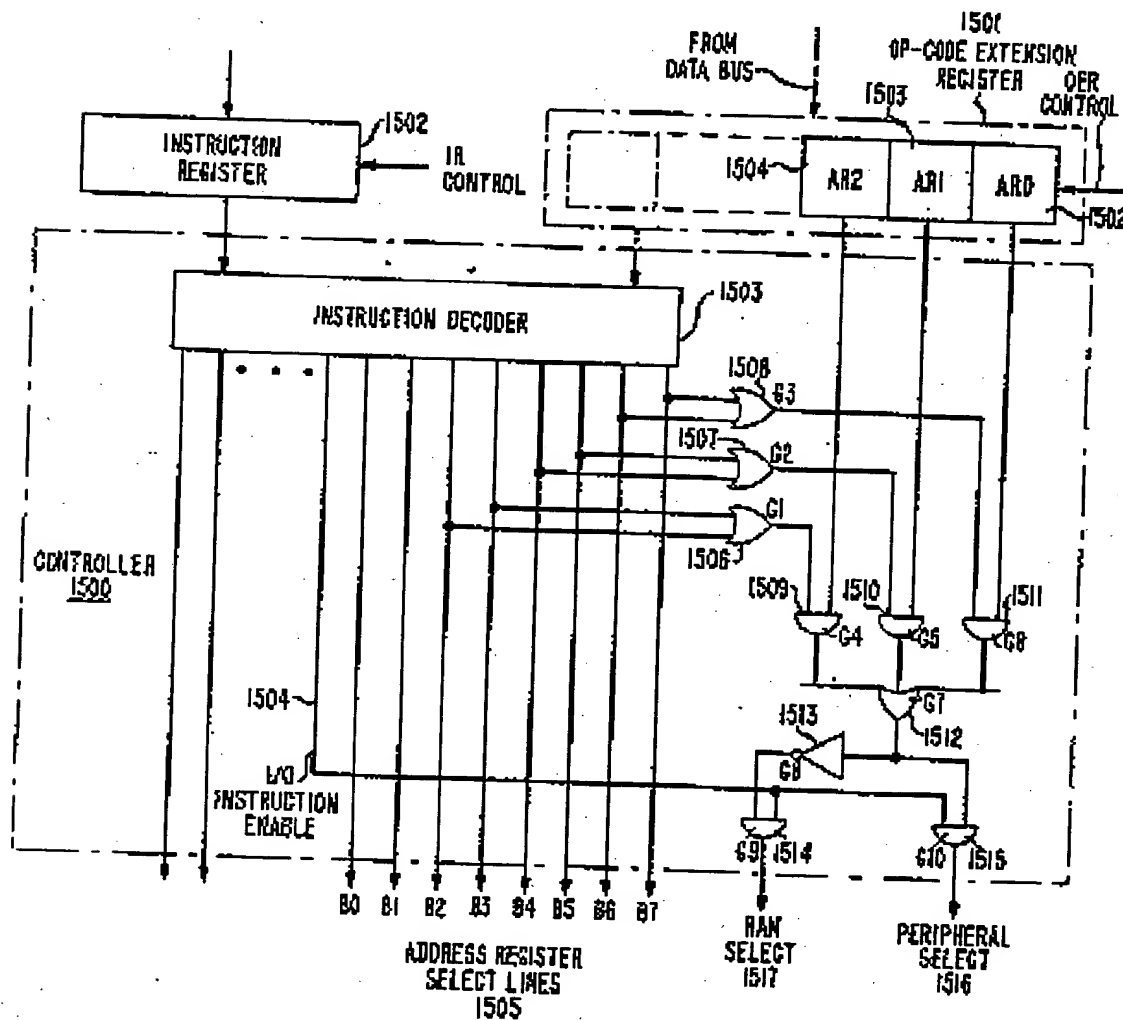 FROM
DATA BUS
1501
OP-CODE EXTENSION
REGISTER
1503
OER
CONTROL
1502
INSTRUCTION
REGISTER
IR
CONTROL
1504
AR2
AR1
AR0
1502
1503
INSTRUCTION DECODER
1508
G3
1507
G2
G1
1506
CONTROLLER
1500
1509
1510
1511
G4
G5
G6
1504
G7
1513
1512
G8
I/O
INSTRUCTION
ENABLE
G9
1514
G10
1515
B0
B1
B2
B3
B4
B5
B6
B7
ADDRESS REGISTER
SELECT LINES
1505
RAM
SELECT
1517
PERIPHERAL
SELECT
1516